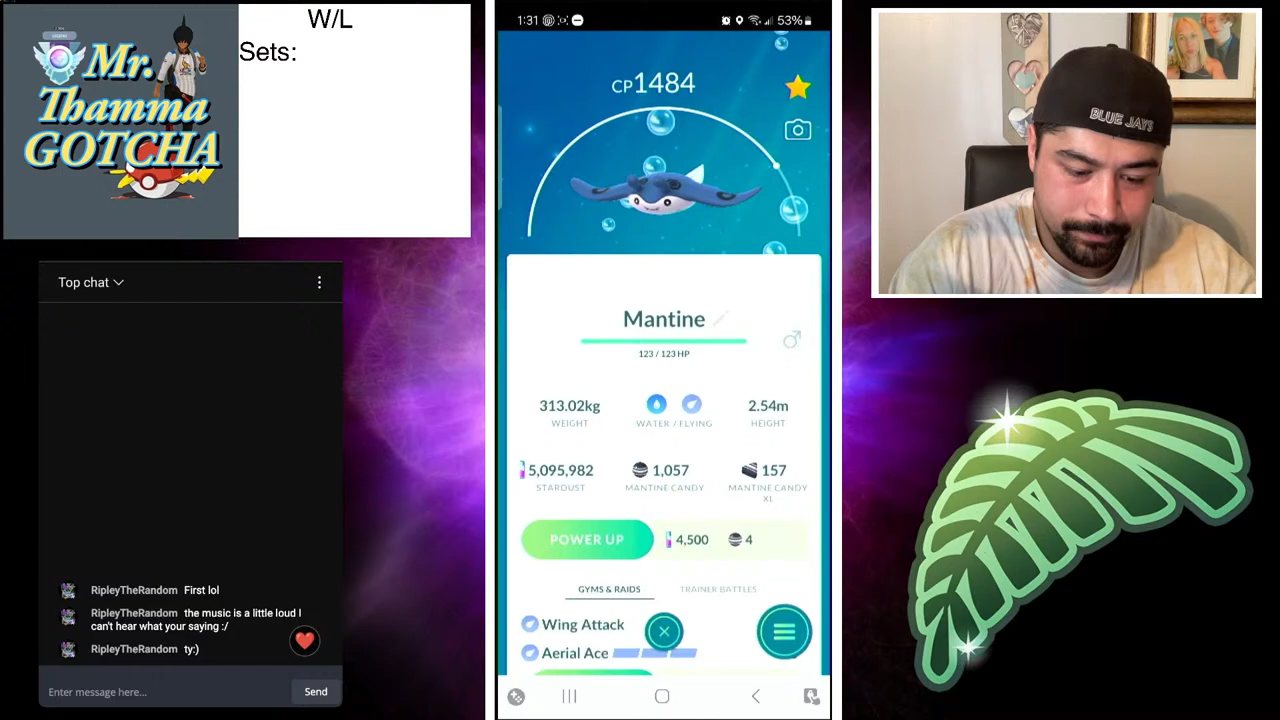 W/L
Sets:
Mr.
Thamma
GOTCHA
Top chat
RipleyTheRandom First lol
RipleyTheRandom the music is a little loud I
can't hear what your saying :/
RipleyTheRandom ty:)
Enter message here...
Send
1:31
53%
CP1484
Mantine
123 / 123 HP
313.02kg
WEIGHT
WATER / FLYING
2.54m
HEIGHT
5,095,982
STARDUST
1,057
MANTINE CANDY
157
MANTINE CANDY
XL
POWER UP
4,500
4
GYMS & RAIDS
TRAINER BATTLES
Wing Attack
Aerial Ace
BLUE JAYS